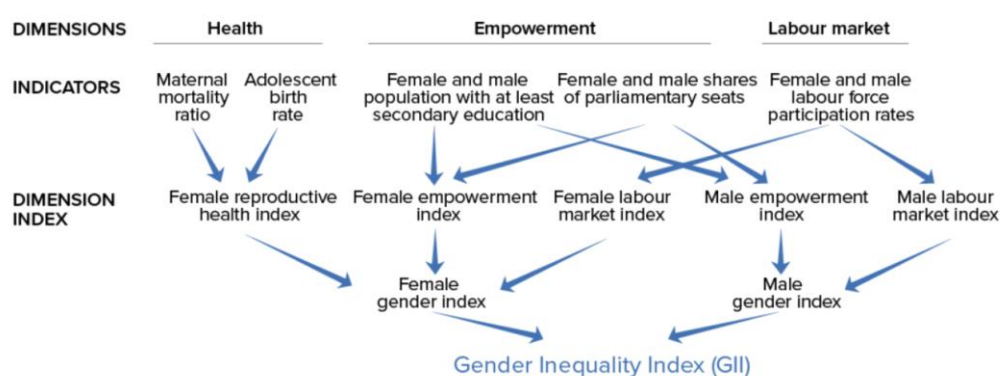 DIMENSIONS Health Empowerment Labour market
INDICATORS
Maternal
mortality
ratio
Adolescent
birth
rate
Female and male
population with at least
secondary education
Female and male shares
of parliamentary seats
Female and male
labour force
participation rates
DIMENSION
INDEX
Female reproductive
health index
Female empowerment
index
Female labour
market index
Male empowerment
index
Male labour
market index
Female
gender index
Male
gender index
Gender Inequality Index (GII)